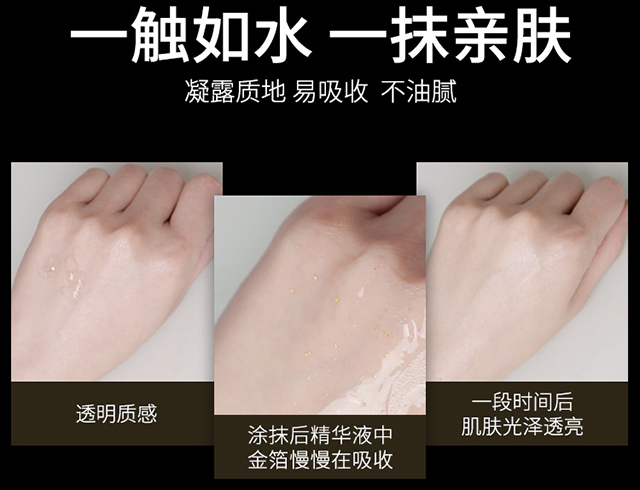 一触如水 一抹亲肤
凝露质地 易吸收 不油腻
透明质感
涂抹后精华液中
金箔慢慢在吸收
一段时间后
肌肤光泽透亮